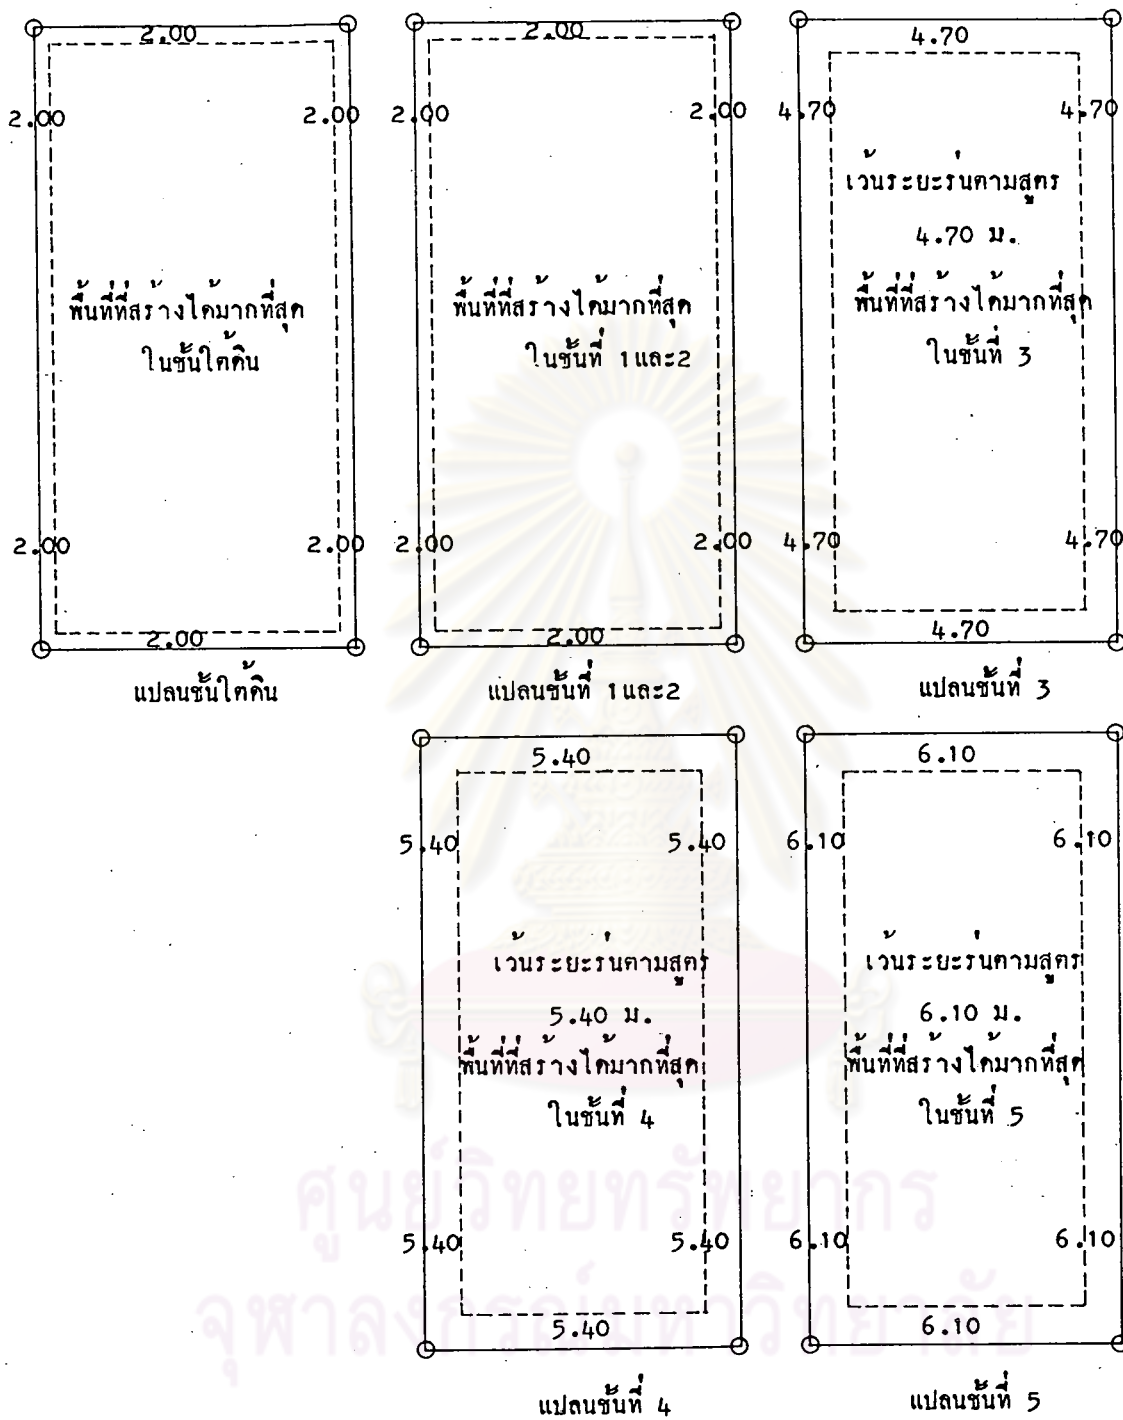 2.00
2.00
2.00
พื้นที่ที่สร้างได้มากที่สุด
ในชั้นใต้ดิน
2.00
2.00
2.00
แปลนชั้นใต้ดิน
2.00
2.00
2.00
พื้นที่ที่สร้างได้มากที่สุด
ในชั้นที่ 1และ2
2.00
2.00
2.00
แปลนชั้นที่ 1และ2
4.70
4.70
4.70
เว้นระยะร่นตามสูตร
4.70 ม.
พื้นที่ที่สร้างได้มากที่สุด
ในชั้นที่ 3
4.70
4.70
4.70
แปลนชั้นที่ 3
5.40
5.40
5.40
เว้นระยะร่นตามสูตร
5.40 ม.
พื้นที่ที่สร้างได้มากที่สุด
ในชั้นที่ 4
5.40
5.40
5.40
แปลนชั้นที่ 4
6.10
6.10
6.10
เว้นระยะร่นตามสูตร
6.10 ม.
พื้นที่ที่สร้างได้มากที่สุด
ในชั้นที่ 5
6.10
6.10
6.10
แปลนชั้นที่ 5
ศูนย์วิทยทรัพยากร
จุฬาลงกรณ์มหาวิทยาลัย